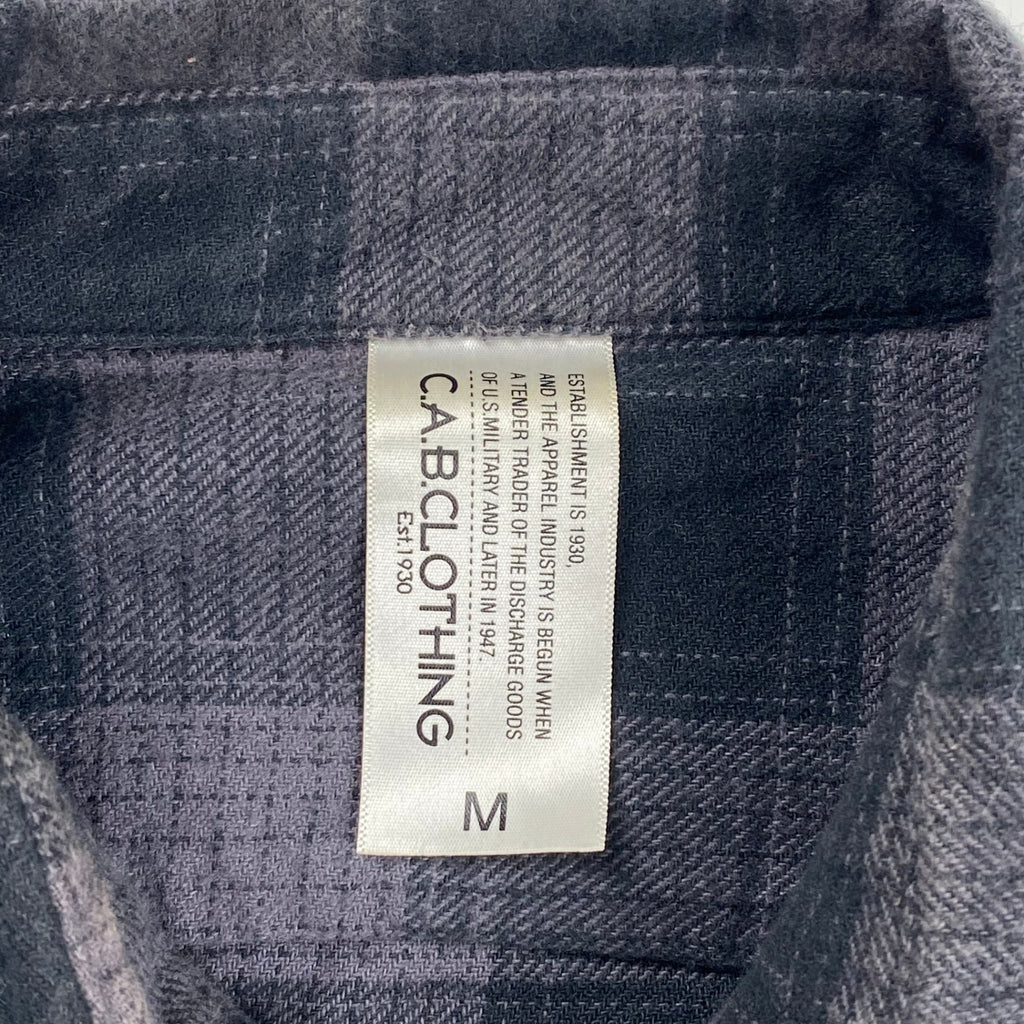 ESTABLISHMENT IS 1930,
AND THE APPAREL INDUSTRY IS BEGUN WHEN
A TENDER TRADER OF THE DISCHARGE GOODS
OF U.S.MILITARY AND LATER IN 1947.
C.A.B.CLOTHING
Est.1930
M